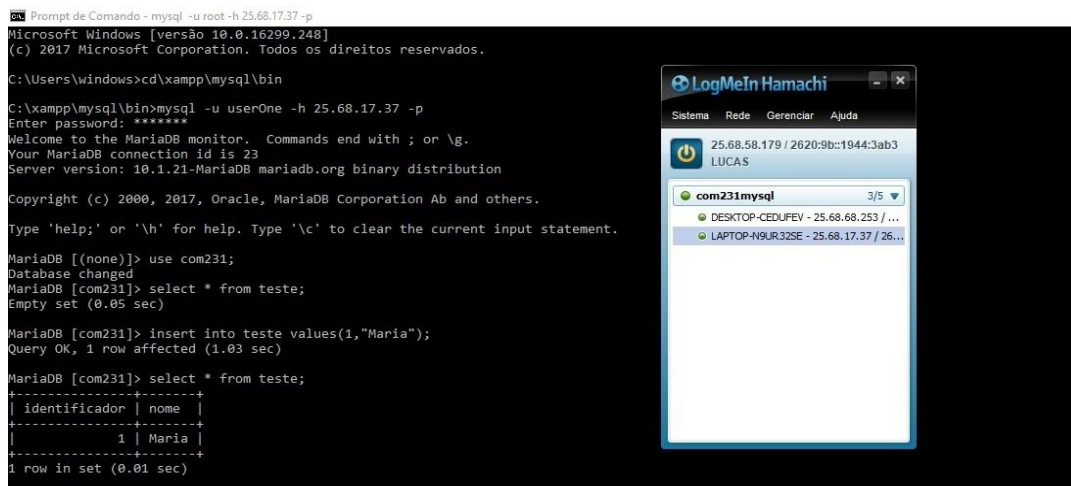 Prompt de Comando - mysql -u root -h 25.68.17.37 -p
Microsoft Windows [versão 10.0.16299.248]
(c) 2017 Microsoft Corporation. Todos os direitos reservados.
C:\Users\windows>cd\xampp\mysql\bin
C:\xampp\mysql\bin>mysql -u userOne -h 25.68.17.37 -p
Enter password: *******
Welcome to the MariaDB monitor.  Commands end with ; or \g.
Your MariaDB connection id is 23
Server version: 10.1.21-MariaDB mariadb.org binary distribution
Copyright (c) 2000, 2017, Oracle, MariaDB Corporation Ab and others.
Type 'help;' or '\h' for help. Type '\c' to clear the current input statement.
MariaDB [(none)]> use com231;
Database changed
MariaDB [com231]> select * from teste;
Empty set (0.05 sec)
MariaDB [com231]> insert into teste values(1,"Maria");
Query OK, 1 row affected (1.03 sec)
MariaDB [com231]> select * from teste;
+---------------+-------+
| identificador | nome  |
+---------------+-------+
|             1 | Maria |
+---------------+-------+
1 row in set (0.01 sec)
LogMeIn Hamachi
Sistema Rede Gerenciar Ajuda
25.68.58.179 / 2620:9b::1944:3ab3
LUCAS
com231mysql 3/5
DESKTOP-CEDUFEV - 25.68.68.253 / ...
LAPTOP-N9UR32SE - 25.68.17.37 / 26...